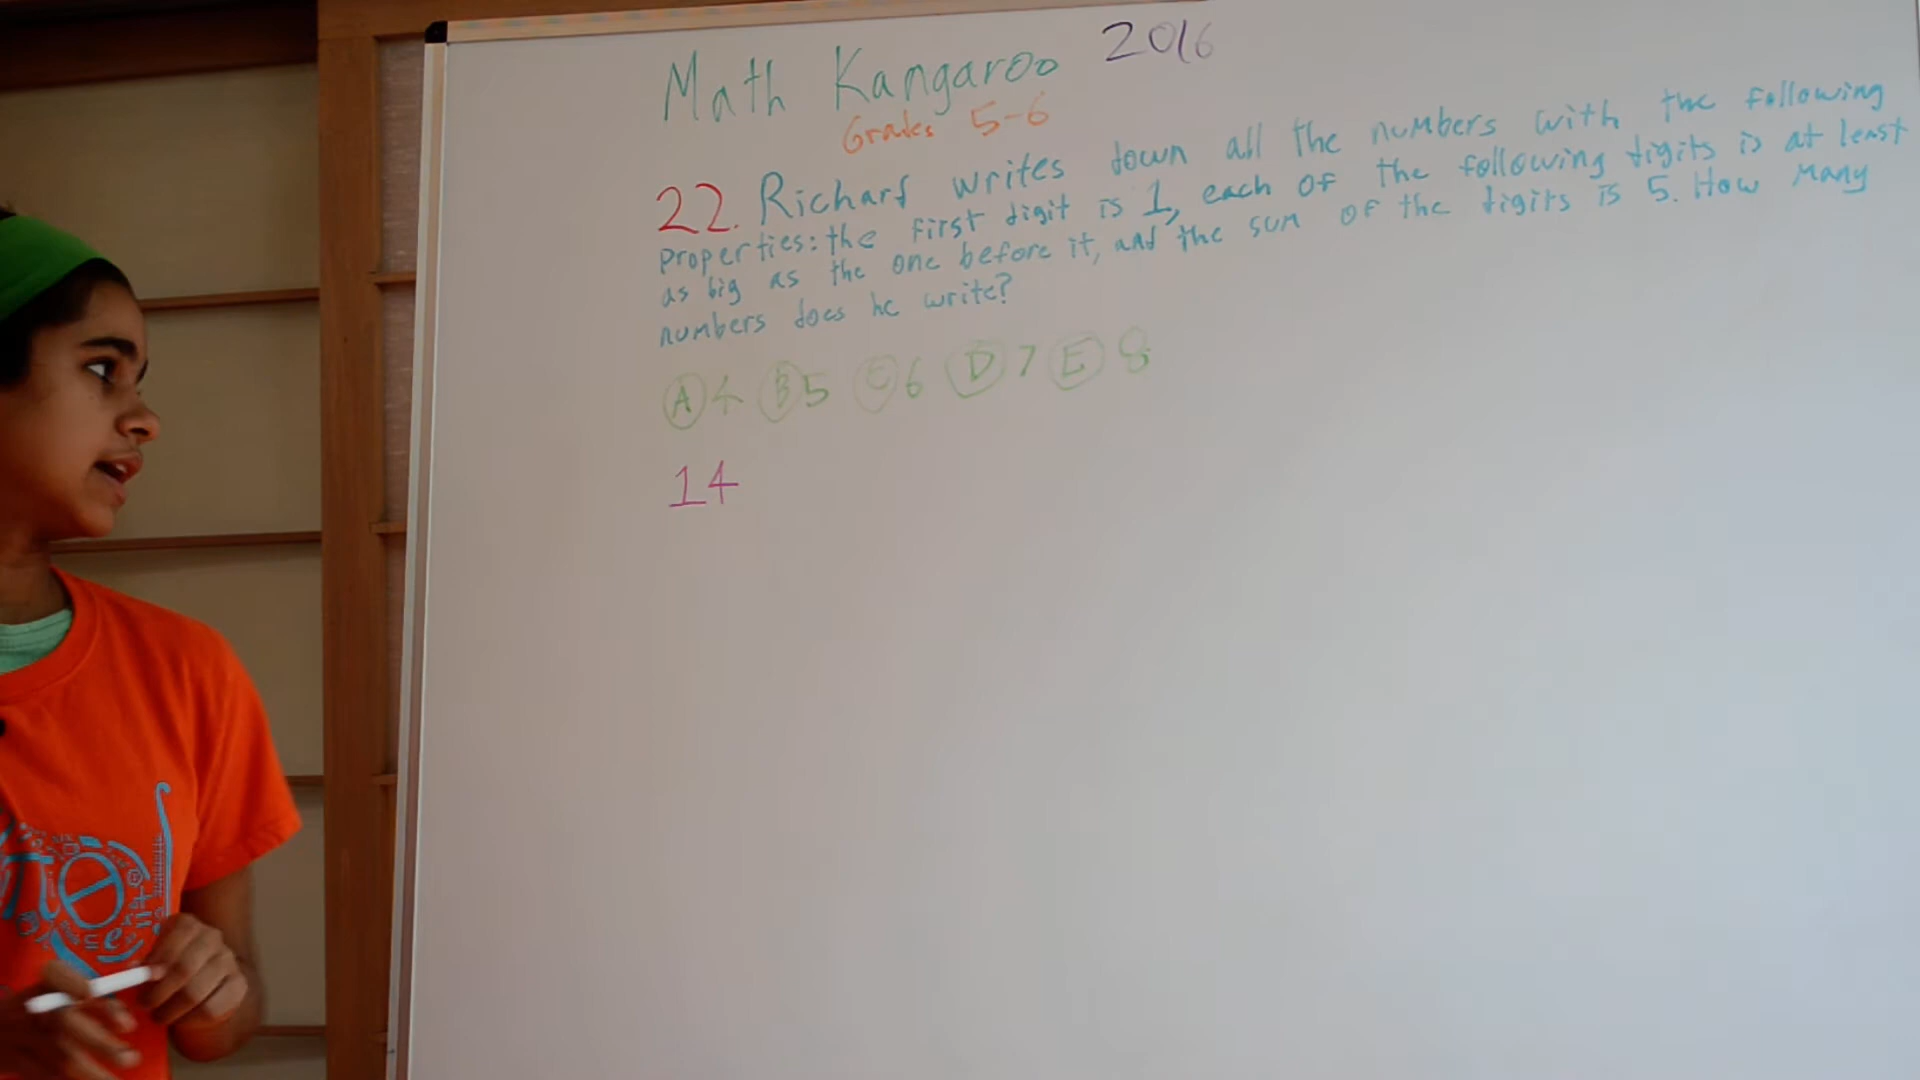 Math Kangaroo 2016
Grades 5-6
22. Richard writes down all the numbers with the following
properties: the first digit is 1, each of the following digits is at least
as big as the one before it, and the sum of the digits is 5. How many
numbers does he write?
A 4 B 5 C 6 D 7 E 8
14